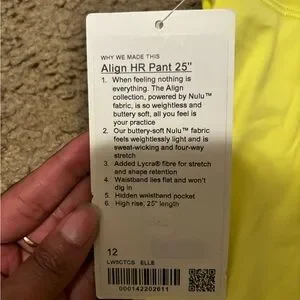 WHY WE MADE THIS
Align HR Pant 25"
1. When feeling nothing is
everything. The Align
collection, powered by Nulu™
fabric, is so weightless and
buttery soft, all you feel is
your practice
2. Our buttery-soft Nulu™ fabric
feels weightlessly light and is
sweat-wicking and four-way
stretch
3. Added Lycra® fibre for stretch
and shape retention
4. Waistband lies flat and won't
dig in
5. Hidden waistband pocket
6. High rise, 25" length
12
LW5CTCS ELLE
000142202611